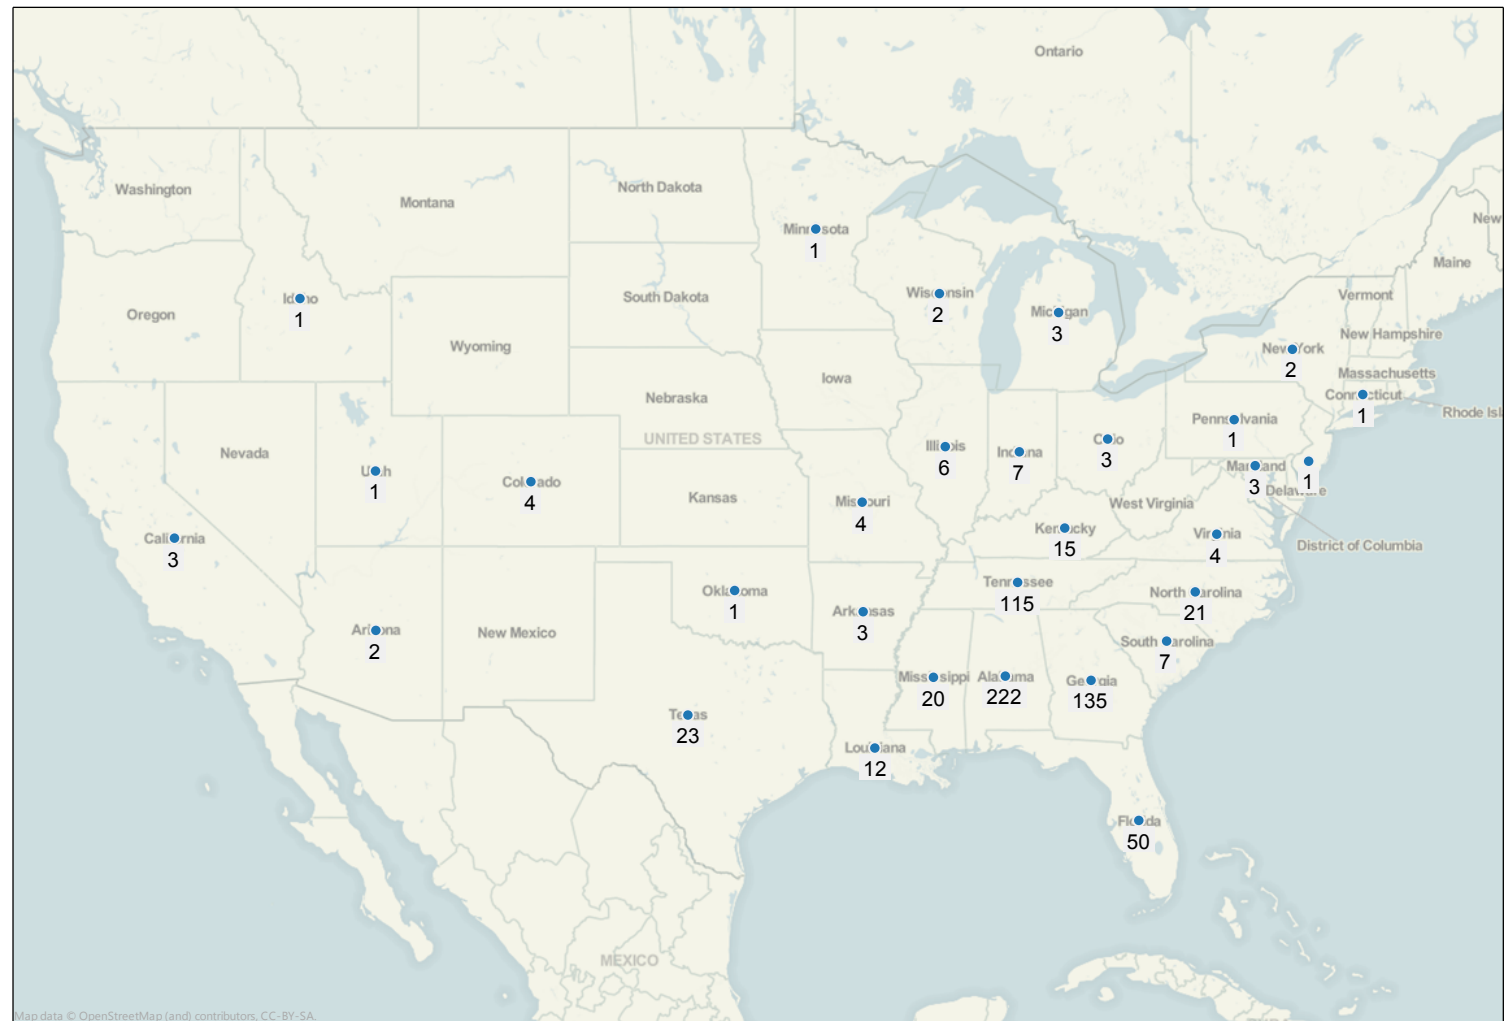 Ontario
Washington
Montana
North Dakota
Minnesota
1
New
Maine
Idaho
1
Oregon
South Dakota
Wisconsin
2
Michigan
3
Vermont
New Hampshire
Wyoming
New York
2
Massachusetts
Iowa
Nebraska
Connecticut
1
Rhode Isl
UNITED STATES
Nevada
Utah
1
Colorado
4
Kansas
Missouri
4
Illinois
6
Indiana
7
Ohio
3
Pennsylvania
1
Maryland
3
1
Delaware
West Virginia
California
3
Kentucky
15
Virginia
4
District of Columbia
Arizona
2
New Mexico
Oklahoma
1
Arkansas
3
Tennessee
115
North Carolina
21
South Carolina
7
Texas
23
Mississippi
20
Alabama
222
Georgia
135
Louisiana
12
Florida
50
MEXICO
Map data © OpenStreetMap (and) contributors, CC-BY-SA.